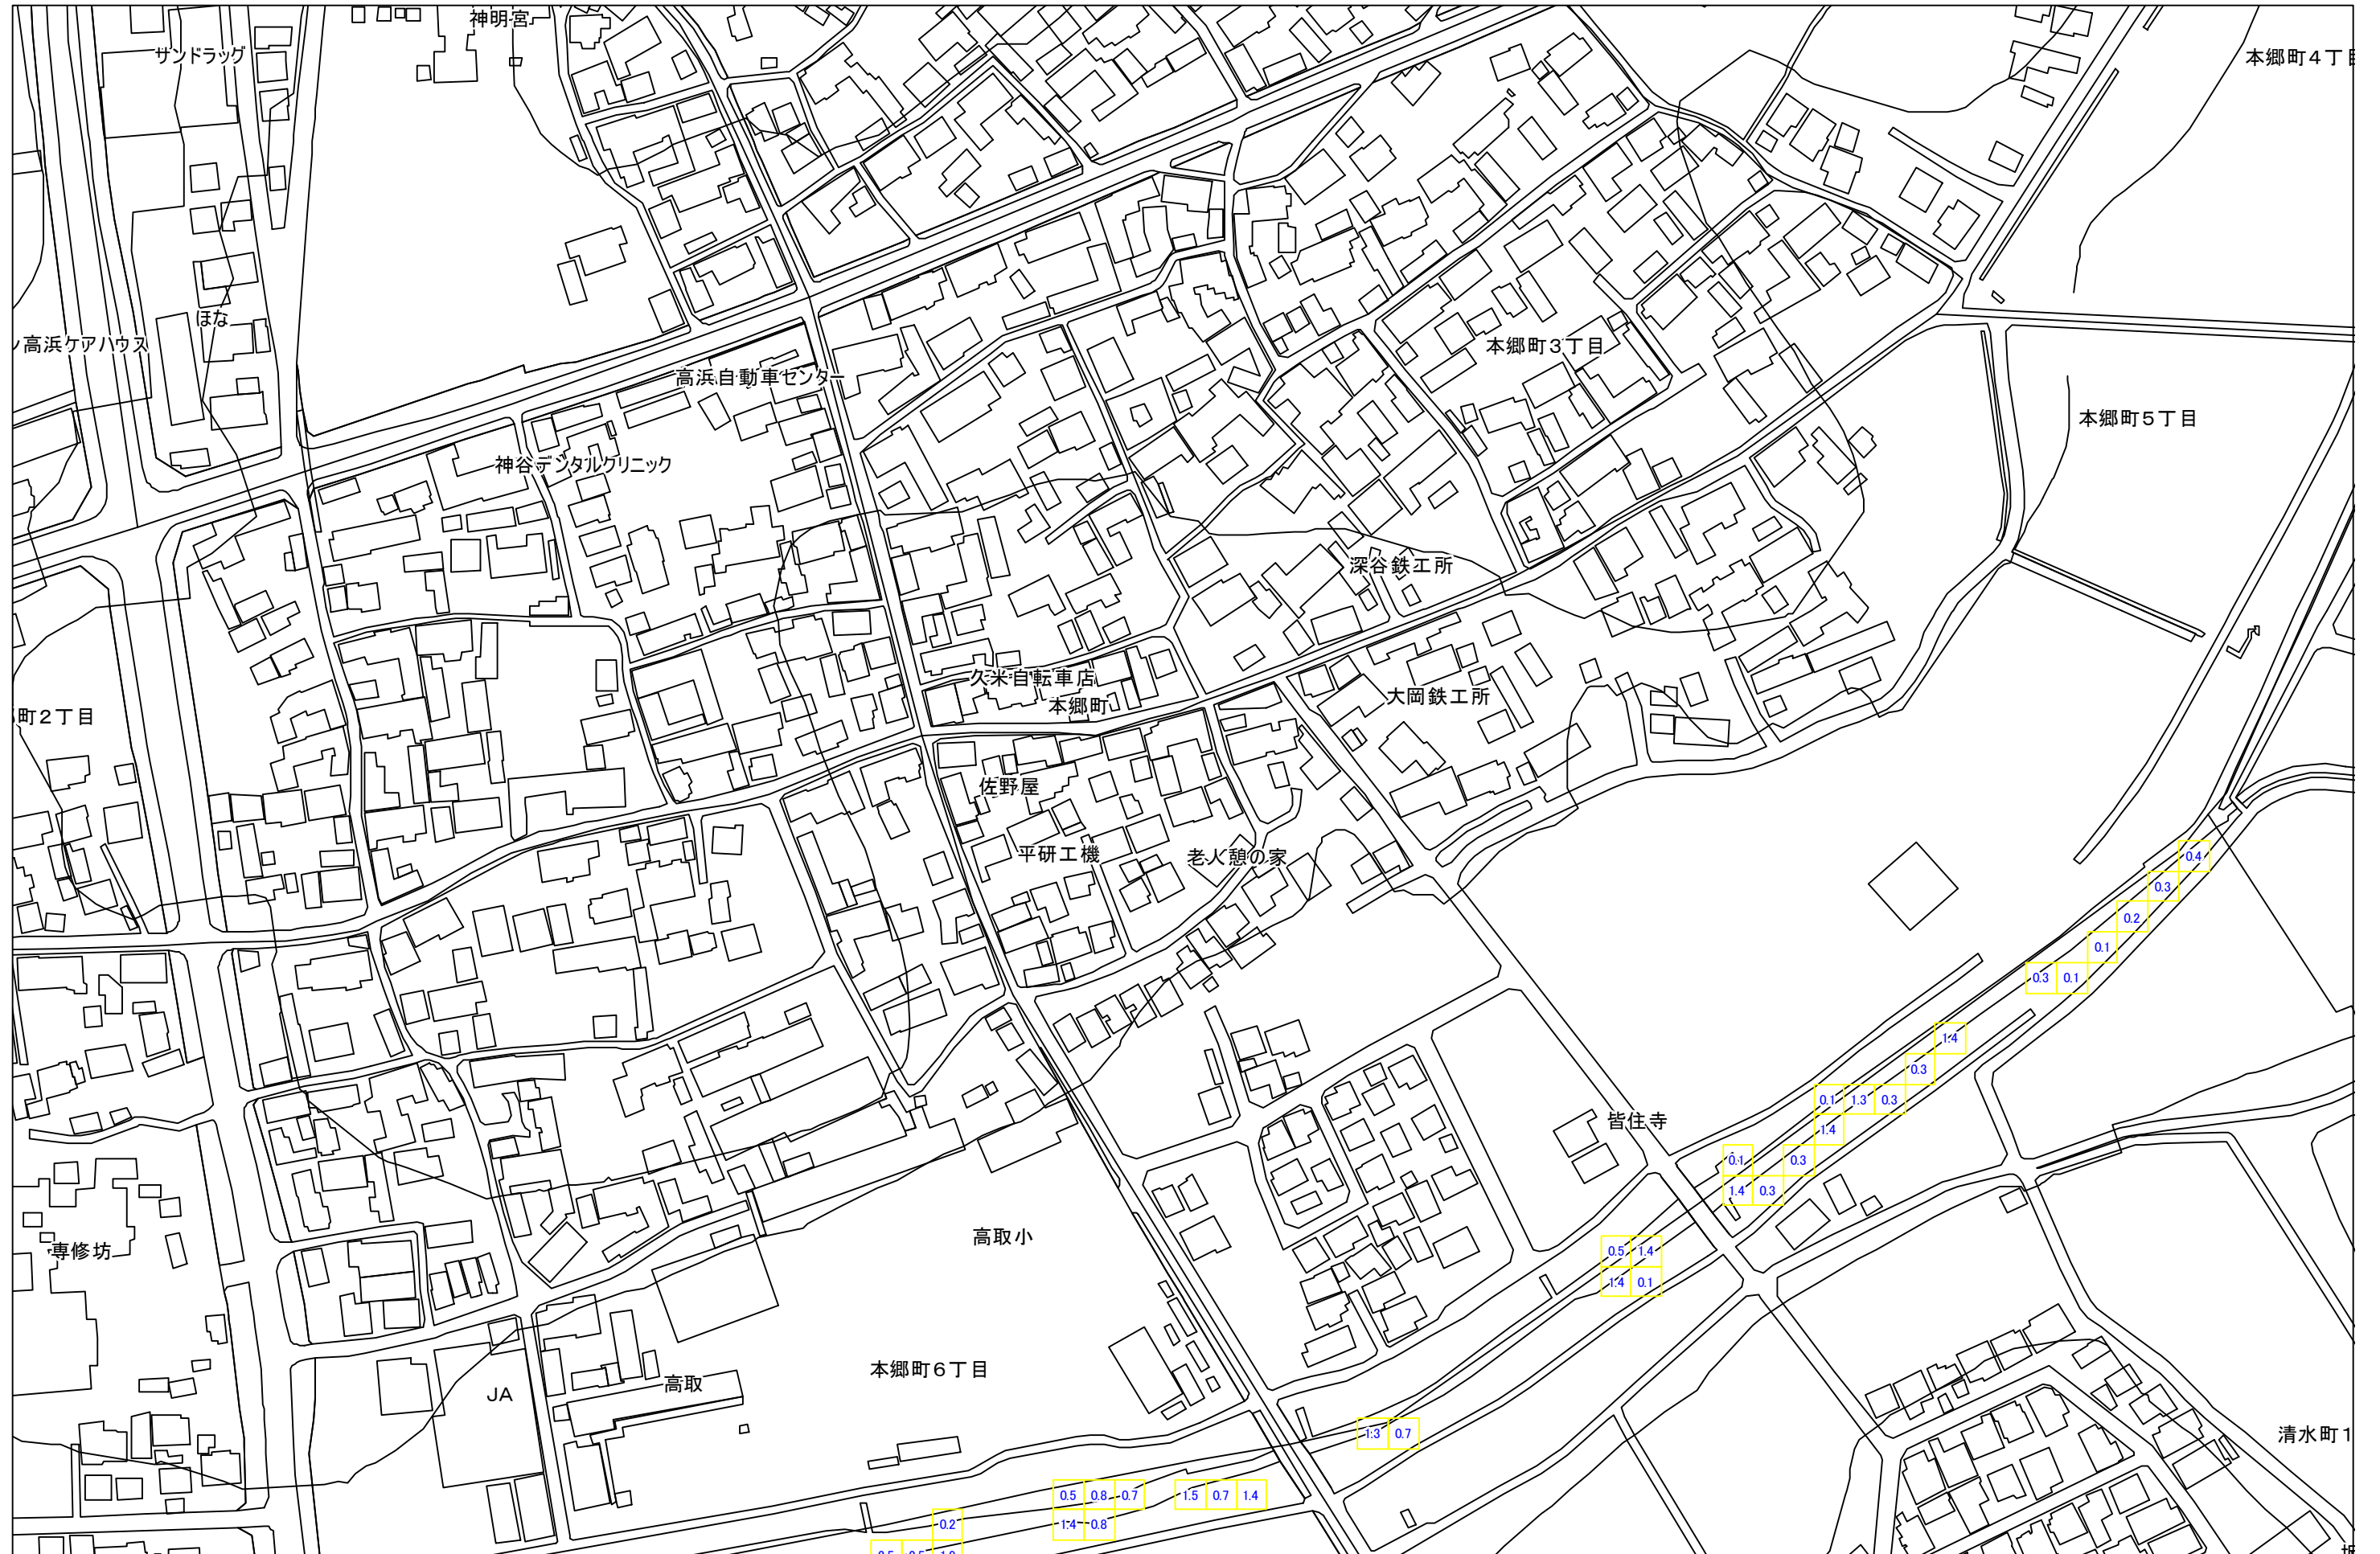 神明宮
サンドラッグ
本郷町4丁目
ほな
ノ高浜ケアハウス
本郷町3丁目
高浜自動車センター
本郷町5丁目
神谷デンタルクリニック
深谷鉄工所
久米自転車店
大岡鉄工所
本郷町
町2丁目
佐野屋
平研工機
老人憩の家
0.4
0.3
0.2
0.1
0.3 0.1
1.4
0.3
0.1 1.3 0.3
皆住寺
1.4
0.1 0.3
1.4 0.3
高取小
専修坊
0.5 1.4
1.4 0.1
本郷町6丁目
高取
JA
1.3 0.7
清水町1
0.5 0.8 0.7 1.5 0.7 1.4
0.2 1.4 0.8